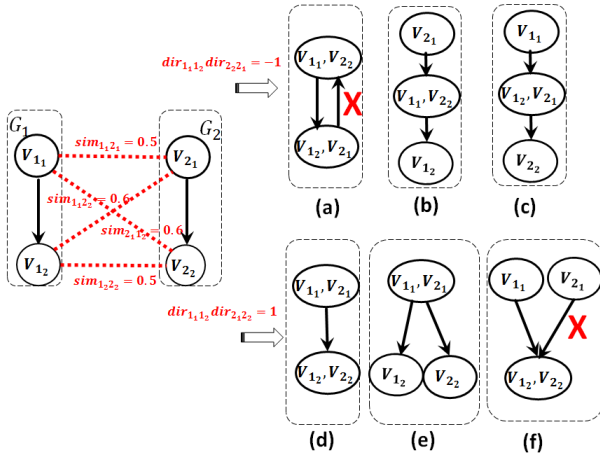 dir₁₁₁₂dir₂₂₂₁ = −1
G₁
G₂
V₁₁
sim₁₁₂₁ = 0.5
V₂₁
sim₁₁₂₂ = 0.6
sim₂₁₁₂ = 0.6
V₁₂
sim₁₂₂₂ = 0.5
V₂₂
V₁₁,V₂₂
X
V₁₂,V₂₁
(a)
V₂₁
V₁₁,V₂₂
V₁₂
(b)
V₁₁
V₁₂,V₂₁
V₂₂
(c)
dir₁₁₁₂dir₂₁₂₂ = 1
V₁₁,V₂₁
V₁₂,V₂₂
(d)
V₁₁,V₂₁
V₁₂
V₂₂
(e)
V₁₁
V₂₁
X
V₁₂,V₂₂
(f)